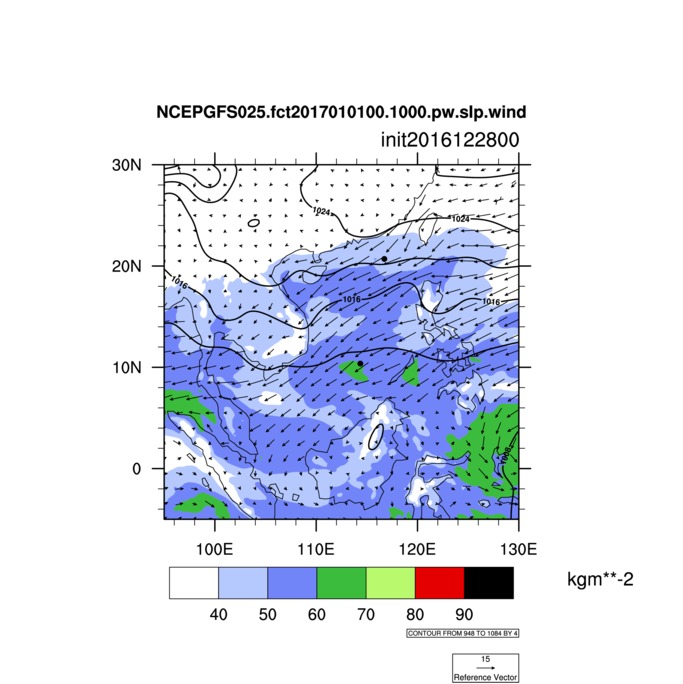 NCEPGFS025.fct2017010100.1000.pw.slp.wind
init2016122800
30N
20N
10N
0
1024
1024
1016
1016
1016
1008
100E
110E
120E
130E
40 50 60 70 80 90
kgm**-2
CONTOUR FROM 948 TO 1084 BY 4
15
Reference Vector